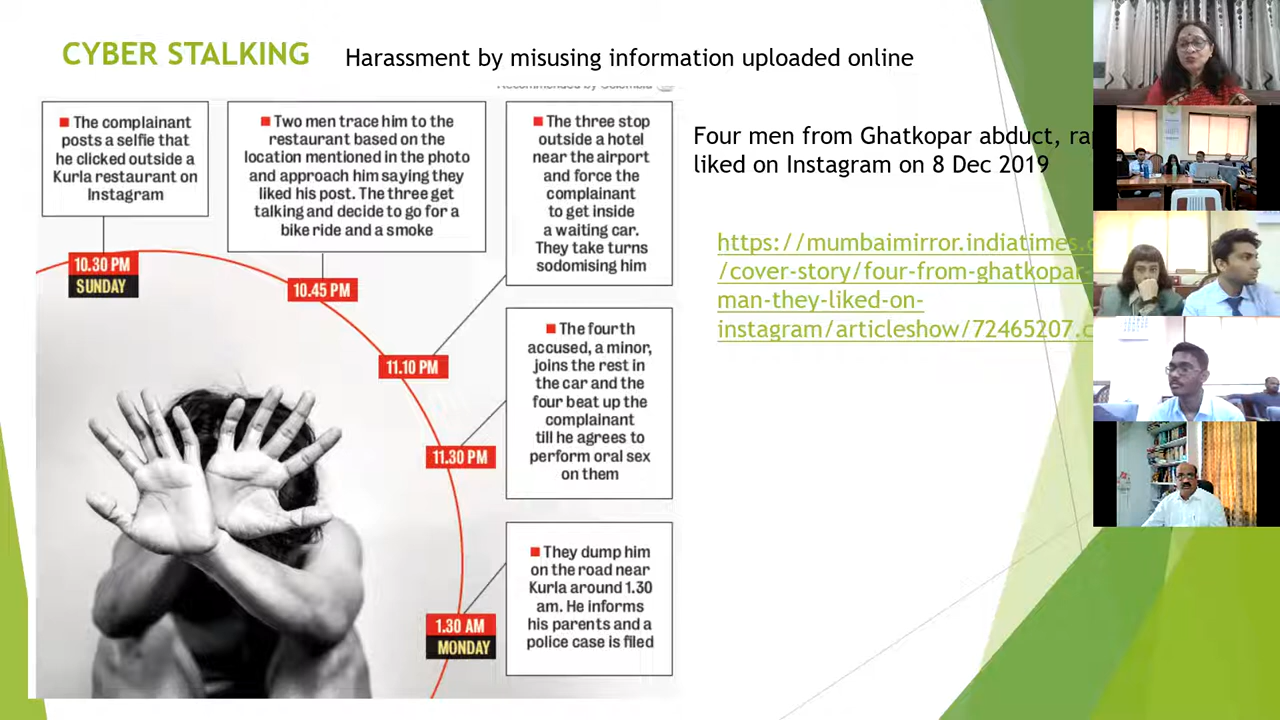 CYBER STALKING
Harassment by misusing information uploaded online
■ The complainant
posts a selfie that
he clicked outside a
Kurla restaurant on
Instagram
■ Two men trace him to the
restaurant based on the
location mentioned in the photo
and approach him saying they
liked his post. The three get
talking and decide to go for a
bike ride and a smoke
■ The three stop
outside a hotel
near the airport
and force the
complainant
to get inside
a waiting car.
They take turns
sodomising him
■ The fourth
accused, a minor,
joins the rest in
the car and the
four beat up the
complainant
till he agrees to
perform oral sex
on them
■ They dump him
on the road near
Kurla around 1.30
am. He informs
his parents and a
police case is filed
10.30 PM
SUNDAY
10.45 PM
11.10 PM
11.30 PM
1.30 AM
MONDAY
Four men from Ghatkopar abduct,
liked on Instagram on 8 Dec 2019
https://mumbaimirror.indiatimes.
/cover-story/four-from-ghatkopar-
man-they-liked-on-
instagram/articleshow/72465207.